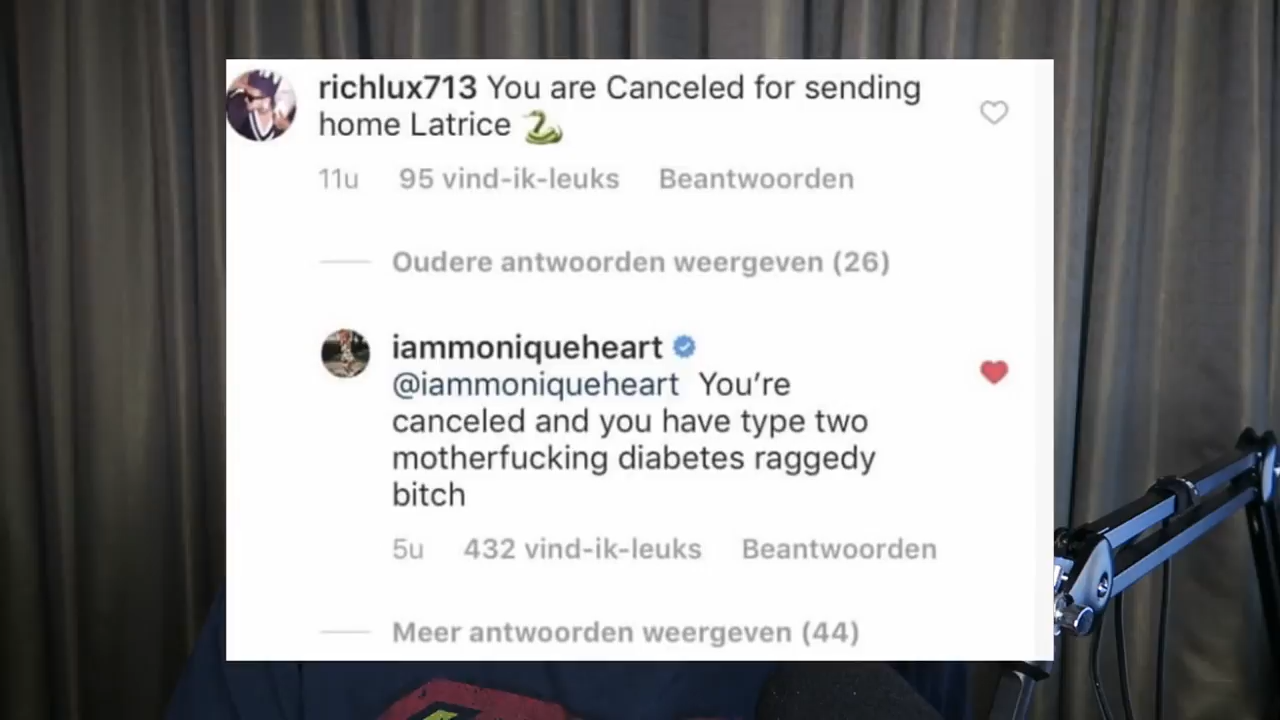 richlux713 You are Canceled for sending
home Latrice 🐍
11u 95 vind-ik-leuks Beantwoorden
Oudere antwoorden weergeven (26)
iammoniqueheart
@iammoniqueheart You’re
canceled and you have type two
motherfucking diabetes raggedy
bitch
5u 432 vind-ik-leuks Beantwoorden
Meer antwoorden weergeven (44)